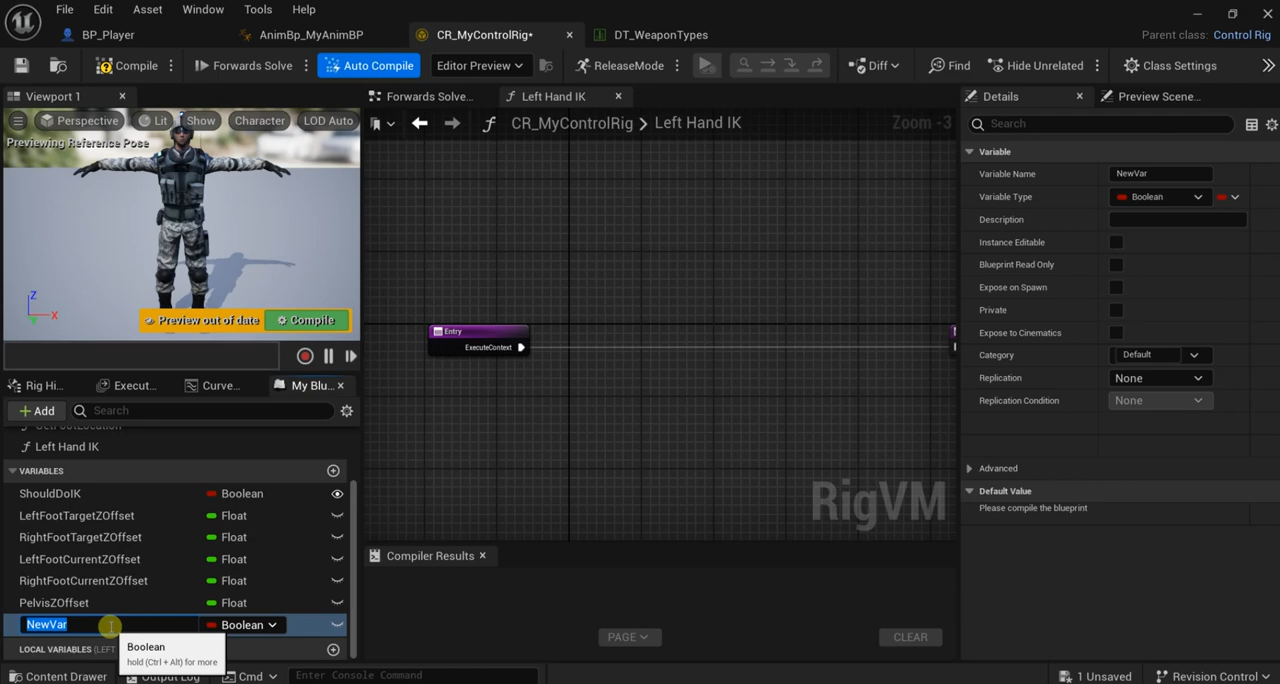 File Edit Asset Window Tools Help
BP_Player AnimBp_MyAnimBP CR_MyControlRig* DT_WeaponTypes Parent class: Control Rig
Compile Forwards Solve Auto Compile Editor Preview ReleaseMode Diff Find Hide Unrelated Class Settings
Viewport 1 Forwards Solve... Left Hand IK Details Preview Scene...
Perspective Lit Show Character LOD Auto
CR_MyControlRig > Left Hand IK Zoom -3
Search
Previewing Reference Pose
Variable
Variable Name NewVar
Variable Type Boolean
Description
Instance Editable
Blueprint Read Only
Expose on Spawn
Private
Expose to Cinematics
Category Default
Replication None
Replication Condition None
Advanced
Default Value
Please compile the blueprint
Z
X
Y
Preview out of date Compile
Entry
ExecuteContext
RigVM
Rig Hi... Execut... Curve... My Blu...
+ Add Search
GetFootLocation
Left Hand IK
VARIABLES
ShouldDoIK Boolean
LeftFootTargetZOffset Float
RightFootTargetZOffset Float
LeftFootCurrentZOffset Float
RightFootCurrentZOffset Float
PelvisZOffset Float
NewVar Boolean
Boolean
hold (Ctrl + Alt) for more
LOCAL VARIABLES (LEFT
Compiler Results
PAGE CLEAR
Content Drawer Output Log Cmd Enter Console Command 1 Unsaved Revision Control